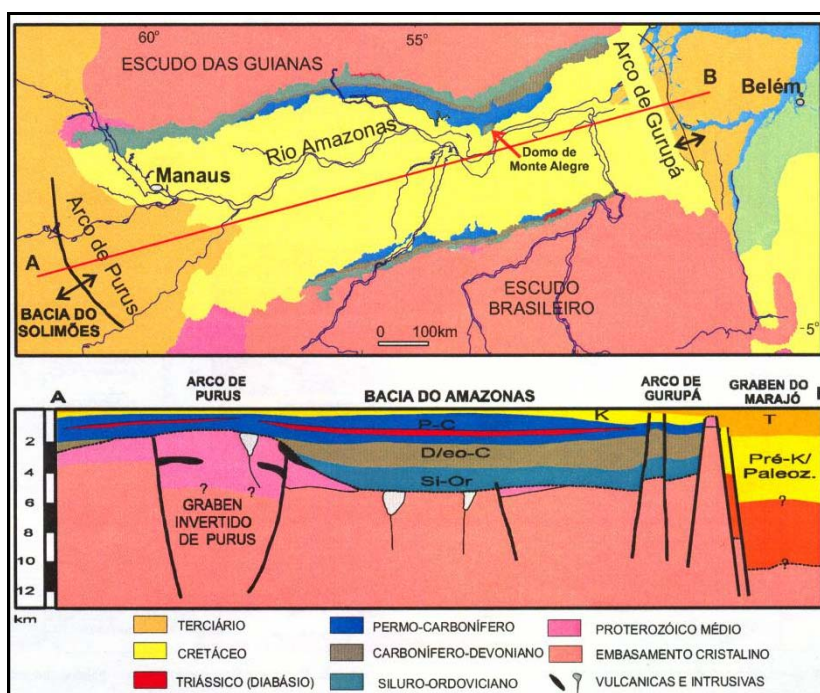 60°
55°
ESCUDO DAS GUIANAS
Arco de Gurupá
B
Belém
Rio Amazonas
Domo de
Monte Alegre
Manaus
Arco de Purus
A
BACIA DO
SOLIMÕES
ESCUDO
BRASILEIRO
0 100km
5°
A
ARCO DE
PURUS
BACIA DO AMAZONAS
ARCO DE
GURUPÁ
GRABEN DO
MARAJÓ
K
P-C
T
2
D/eo-C
Pré-K/
Paleoz.
4
Si-Or
?
?
6
?
GRABEN
INVERTIDO
DE PURUS
8
10
?
12
km
TERCIÁRIO
PERMO-CARBONÍFERO
PROTEROZÓICO MÉDIO
CRETÁCEO
CARBONÍFERO-DEVONIANO
EMBASAMENTO CRISTALINO
TRIÁSSICO (DIABÁSIO)
SILURO-ORDOVICIANO
VULCANICAS E INTRUSIVAS